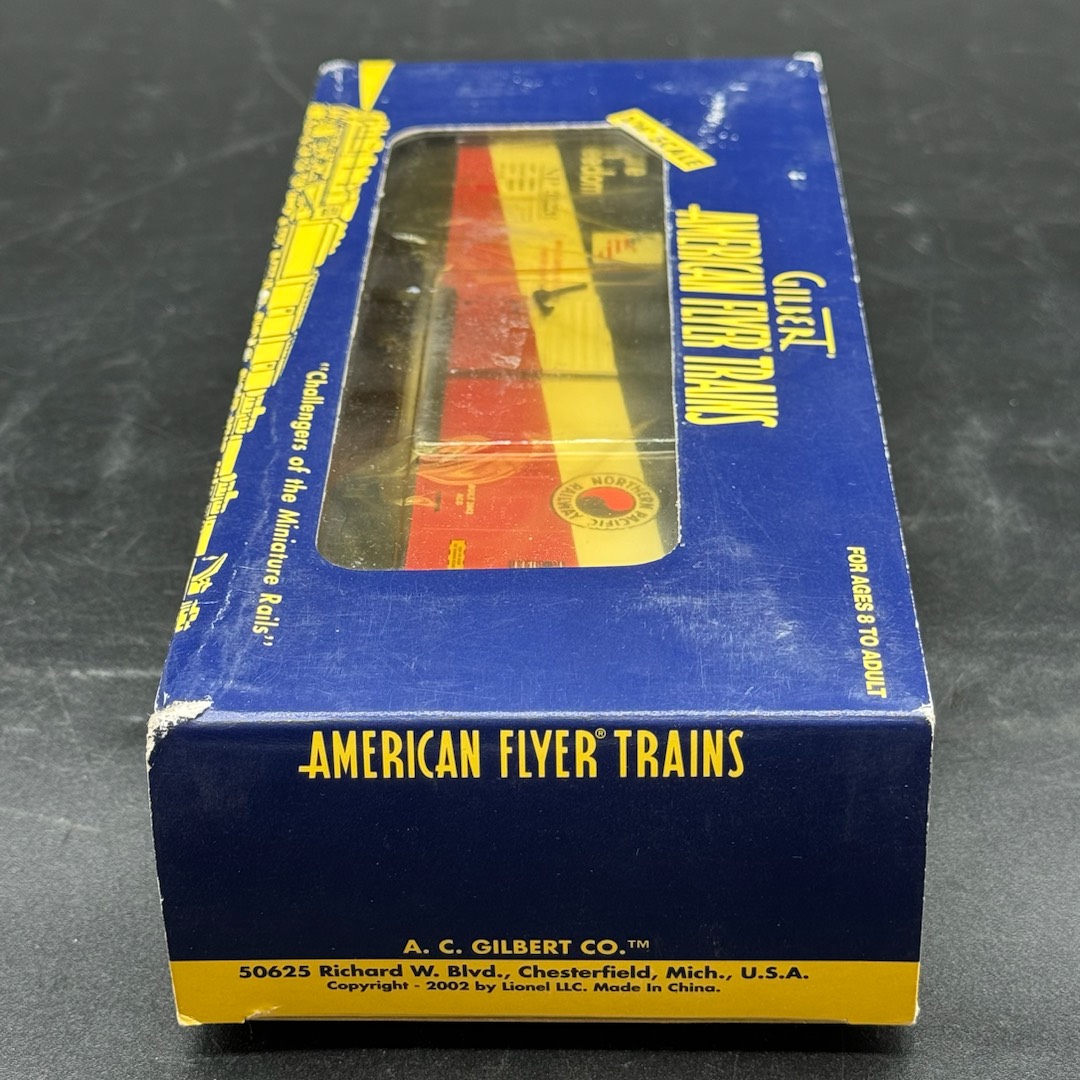 GILBERT
AMERICAN FLYER TRAINS
"Challengers of the Miniature Rails"
FOR AGES 8 TO ADULT
NORTHERN PACIFIC
RAILWAY
AMERICAN FLYER® TRAINS
A. C. GILBERT CO.™
50625 Richard W. Blvd., Chesterfield, Mich., U.S.A.
Copyright - 2002 by Lionel LLC. Made In China.